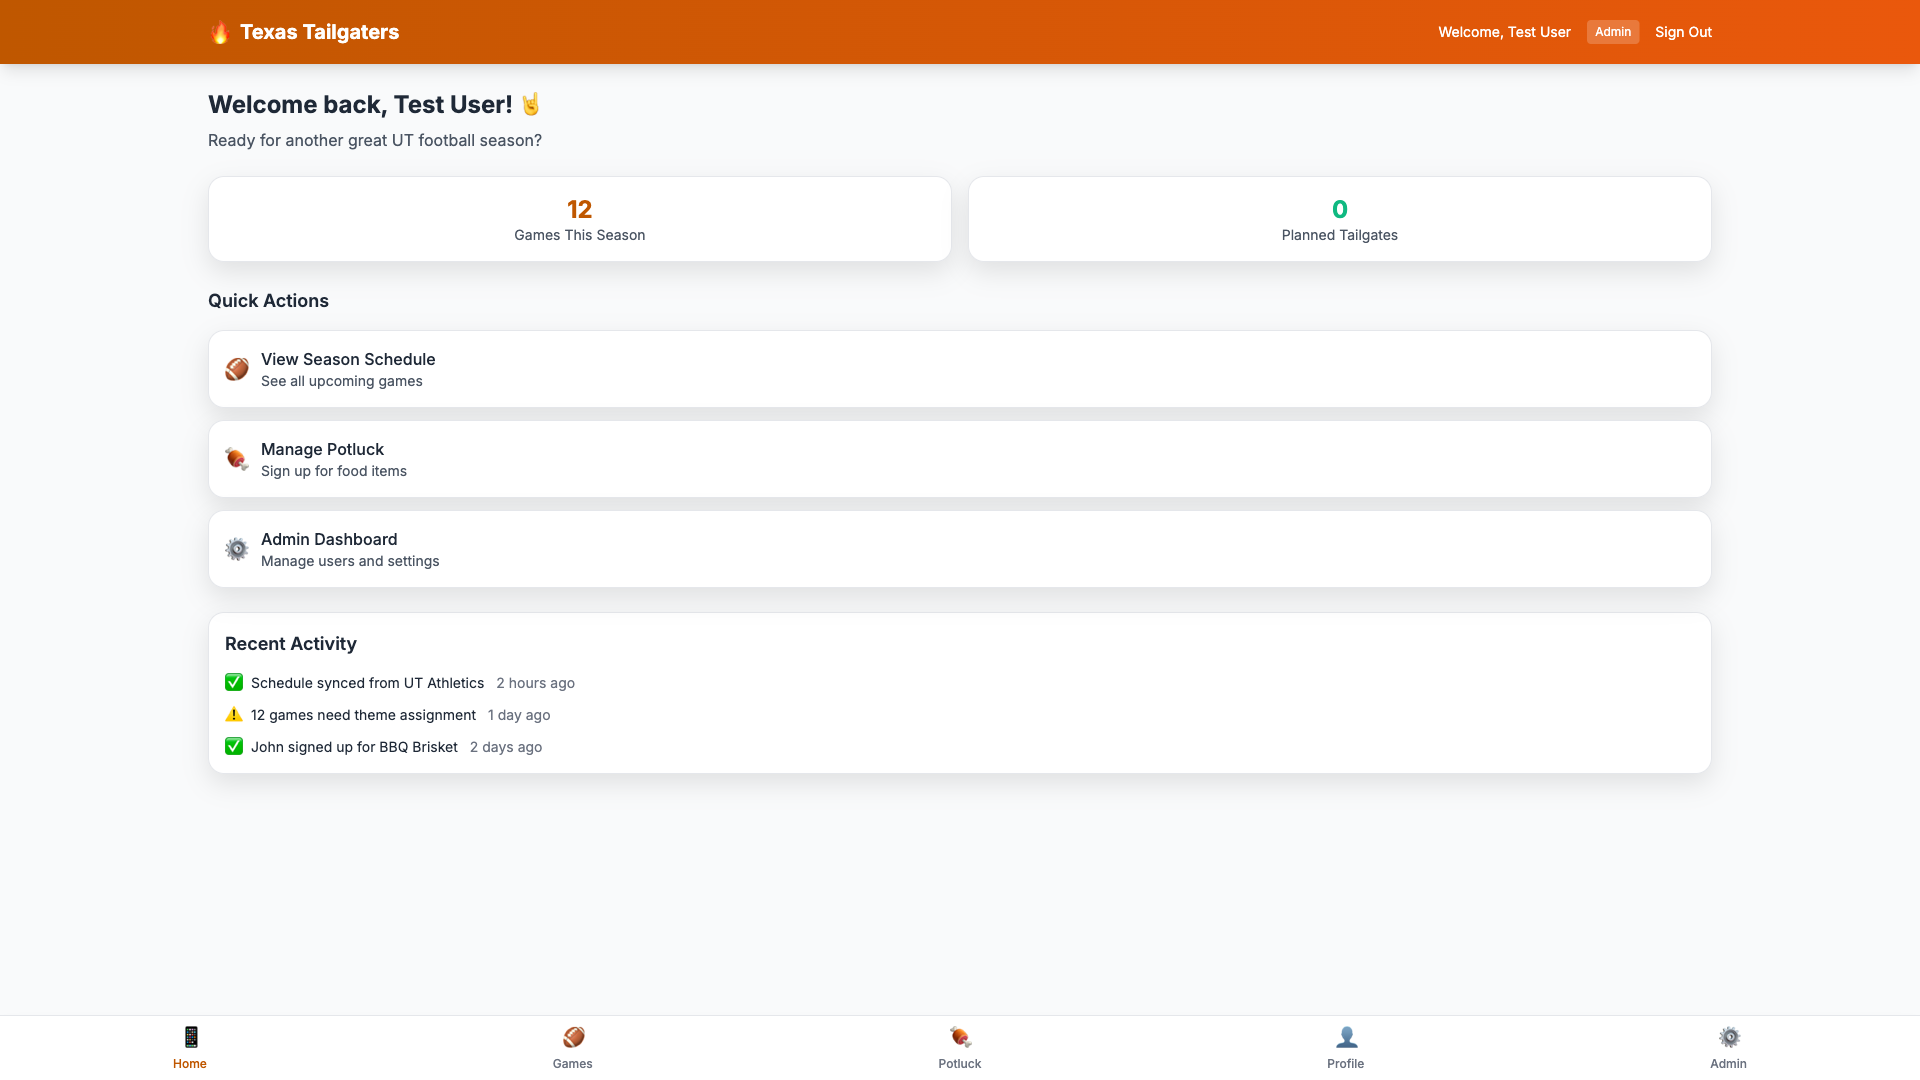 🔥 Texas Tailgaters
Welcome, Test User Admin Sign Out
Welcome back, Test User! 🤘
Ready for another great UT football season?
12
Games This Season
0
Planned Tailgates
Quick Actions
View Season Schedule
See all upcoming games
Manage Potluck
Sign up for food items
Admin Dashboard
Manage users and settings
Recent Activity
✅ Schedule synced from UT Athletics 2 hours ago
⚠️ 12 games need theme assignment 1 day ago
✅ John signed up for BBQ Brisket 2 days ago
Home
Games
Potluck
Profile
Admin